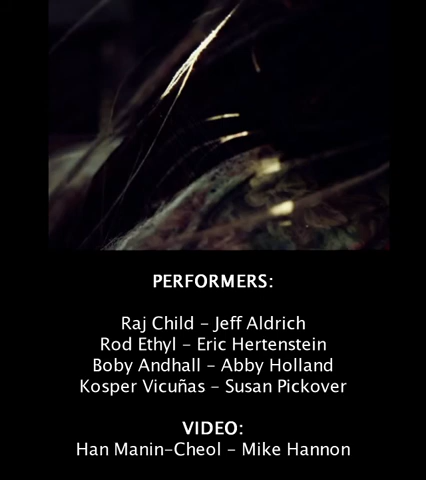 PERFORMERS:
Raj Child - Jeff Aldrich
Rod Ethyl - Eric Hertenstein
Boby Andhall - Abby Holland
Kosper Vicuñas - Susan Pickover
VIDEO:
Han Manin-Cheol - Mike Hannon